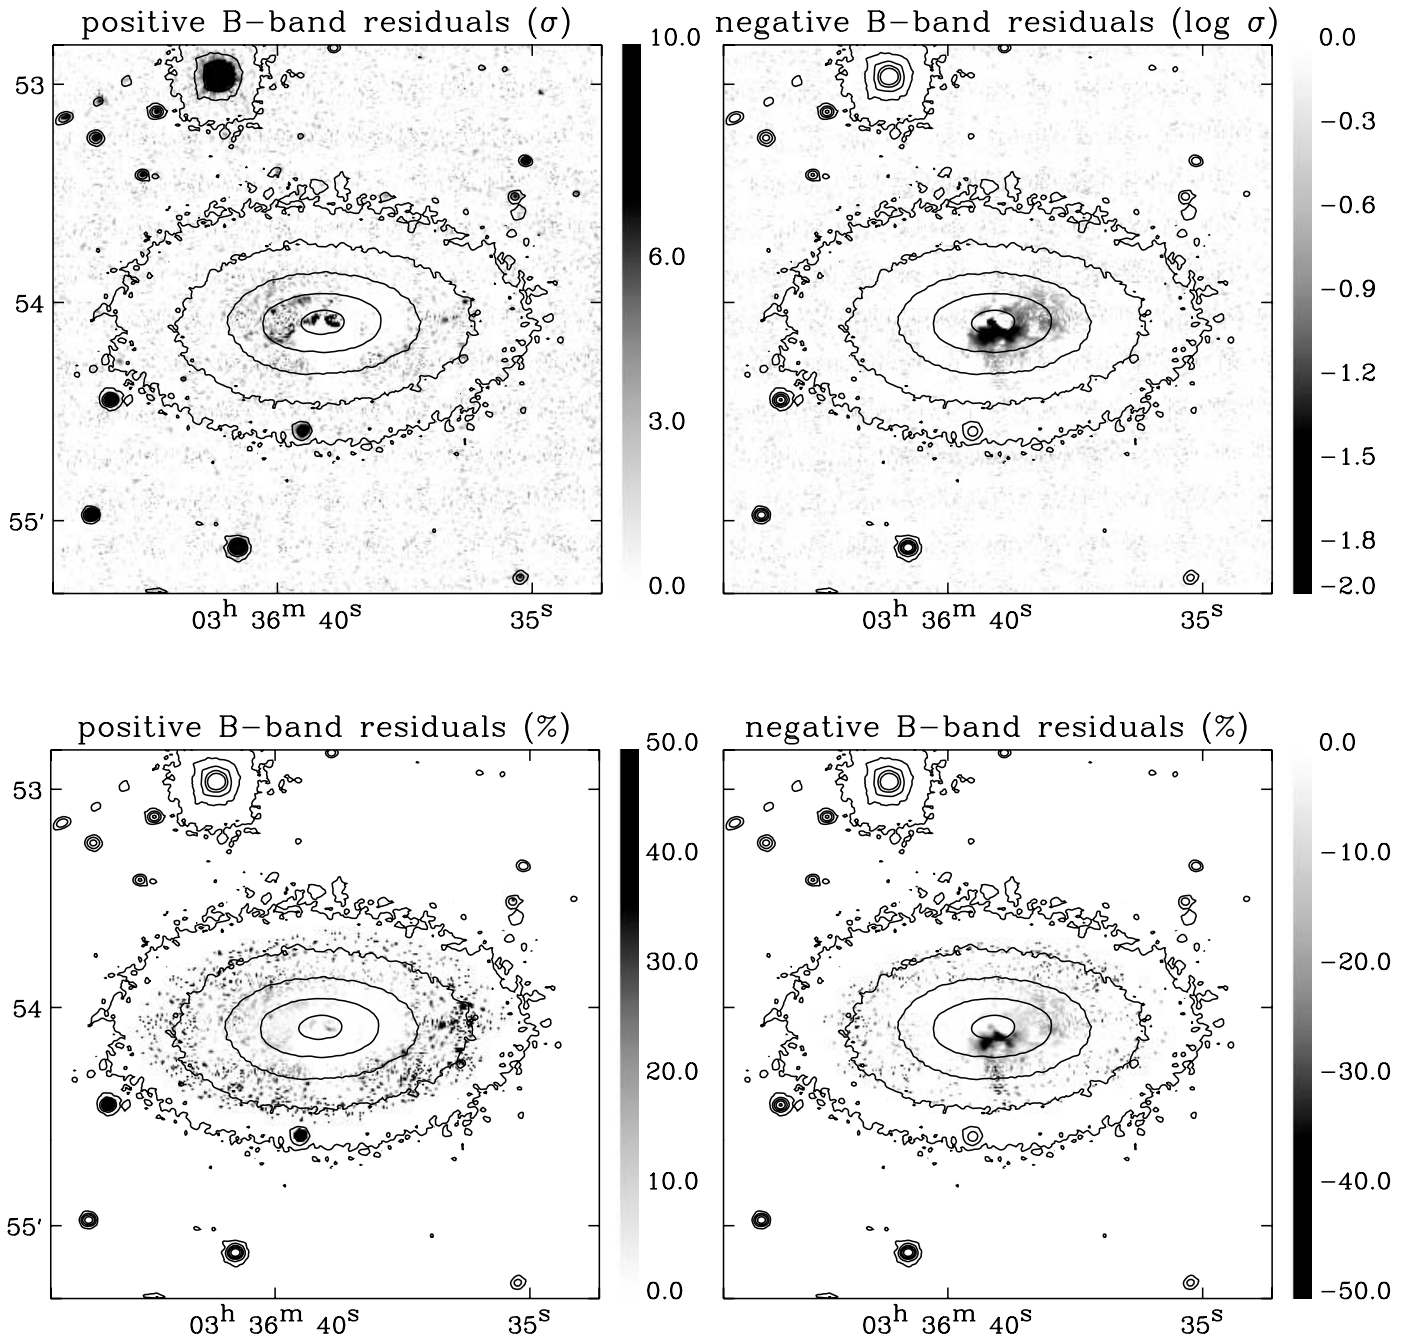 positive B−band residuals (σ)
negative B−band residuals (log σ)
53
54
55′
03h 36m 40s
35s
10.0
6.0
3.0
0.0
03h 36m 40s
35s
0.0
−0.3
−0.6
−0.9
−1.2
−1.5
−1.8
−2.0
positive B−band residuals (%)
negative B−band residuals (%)
53
54
55′
03h 36m 40s
35s
50.0
40.0
30.0
20.0
10.0
0.0
03h 36m 40s
35s
0.0
−10.0
−20.0
−30.0
−40.0
−50.0